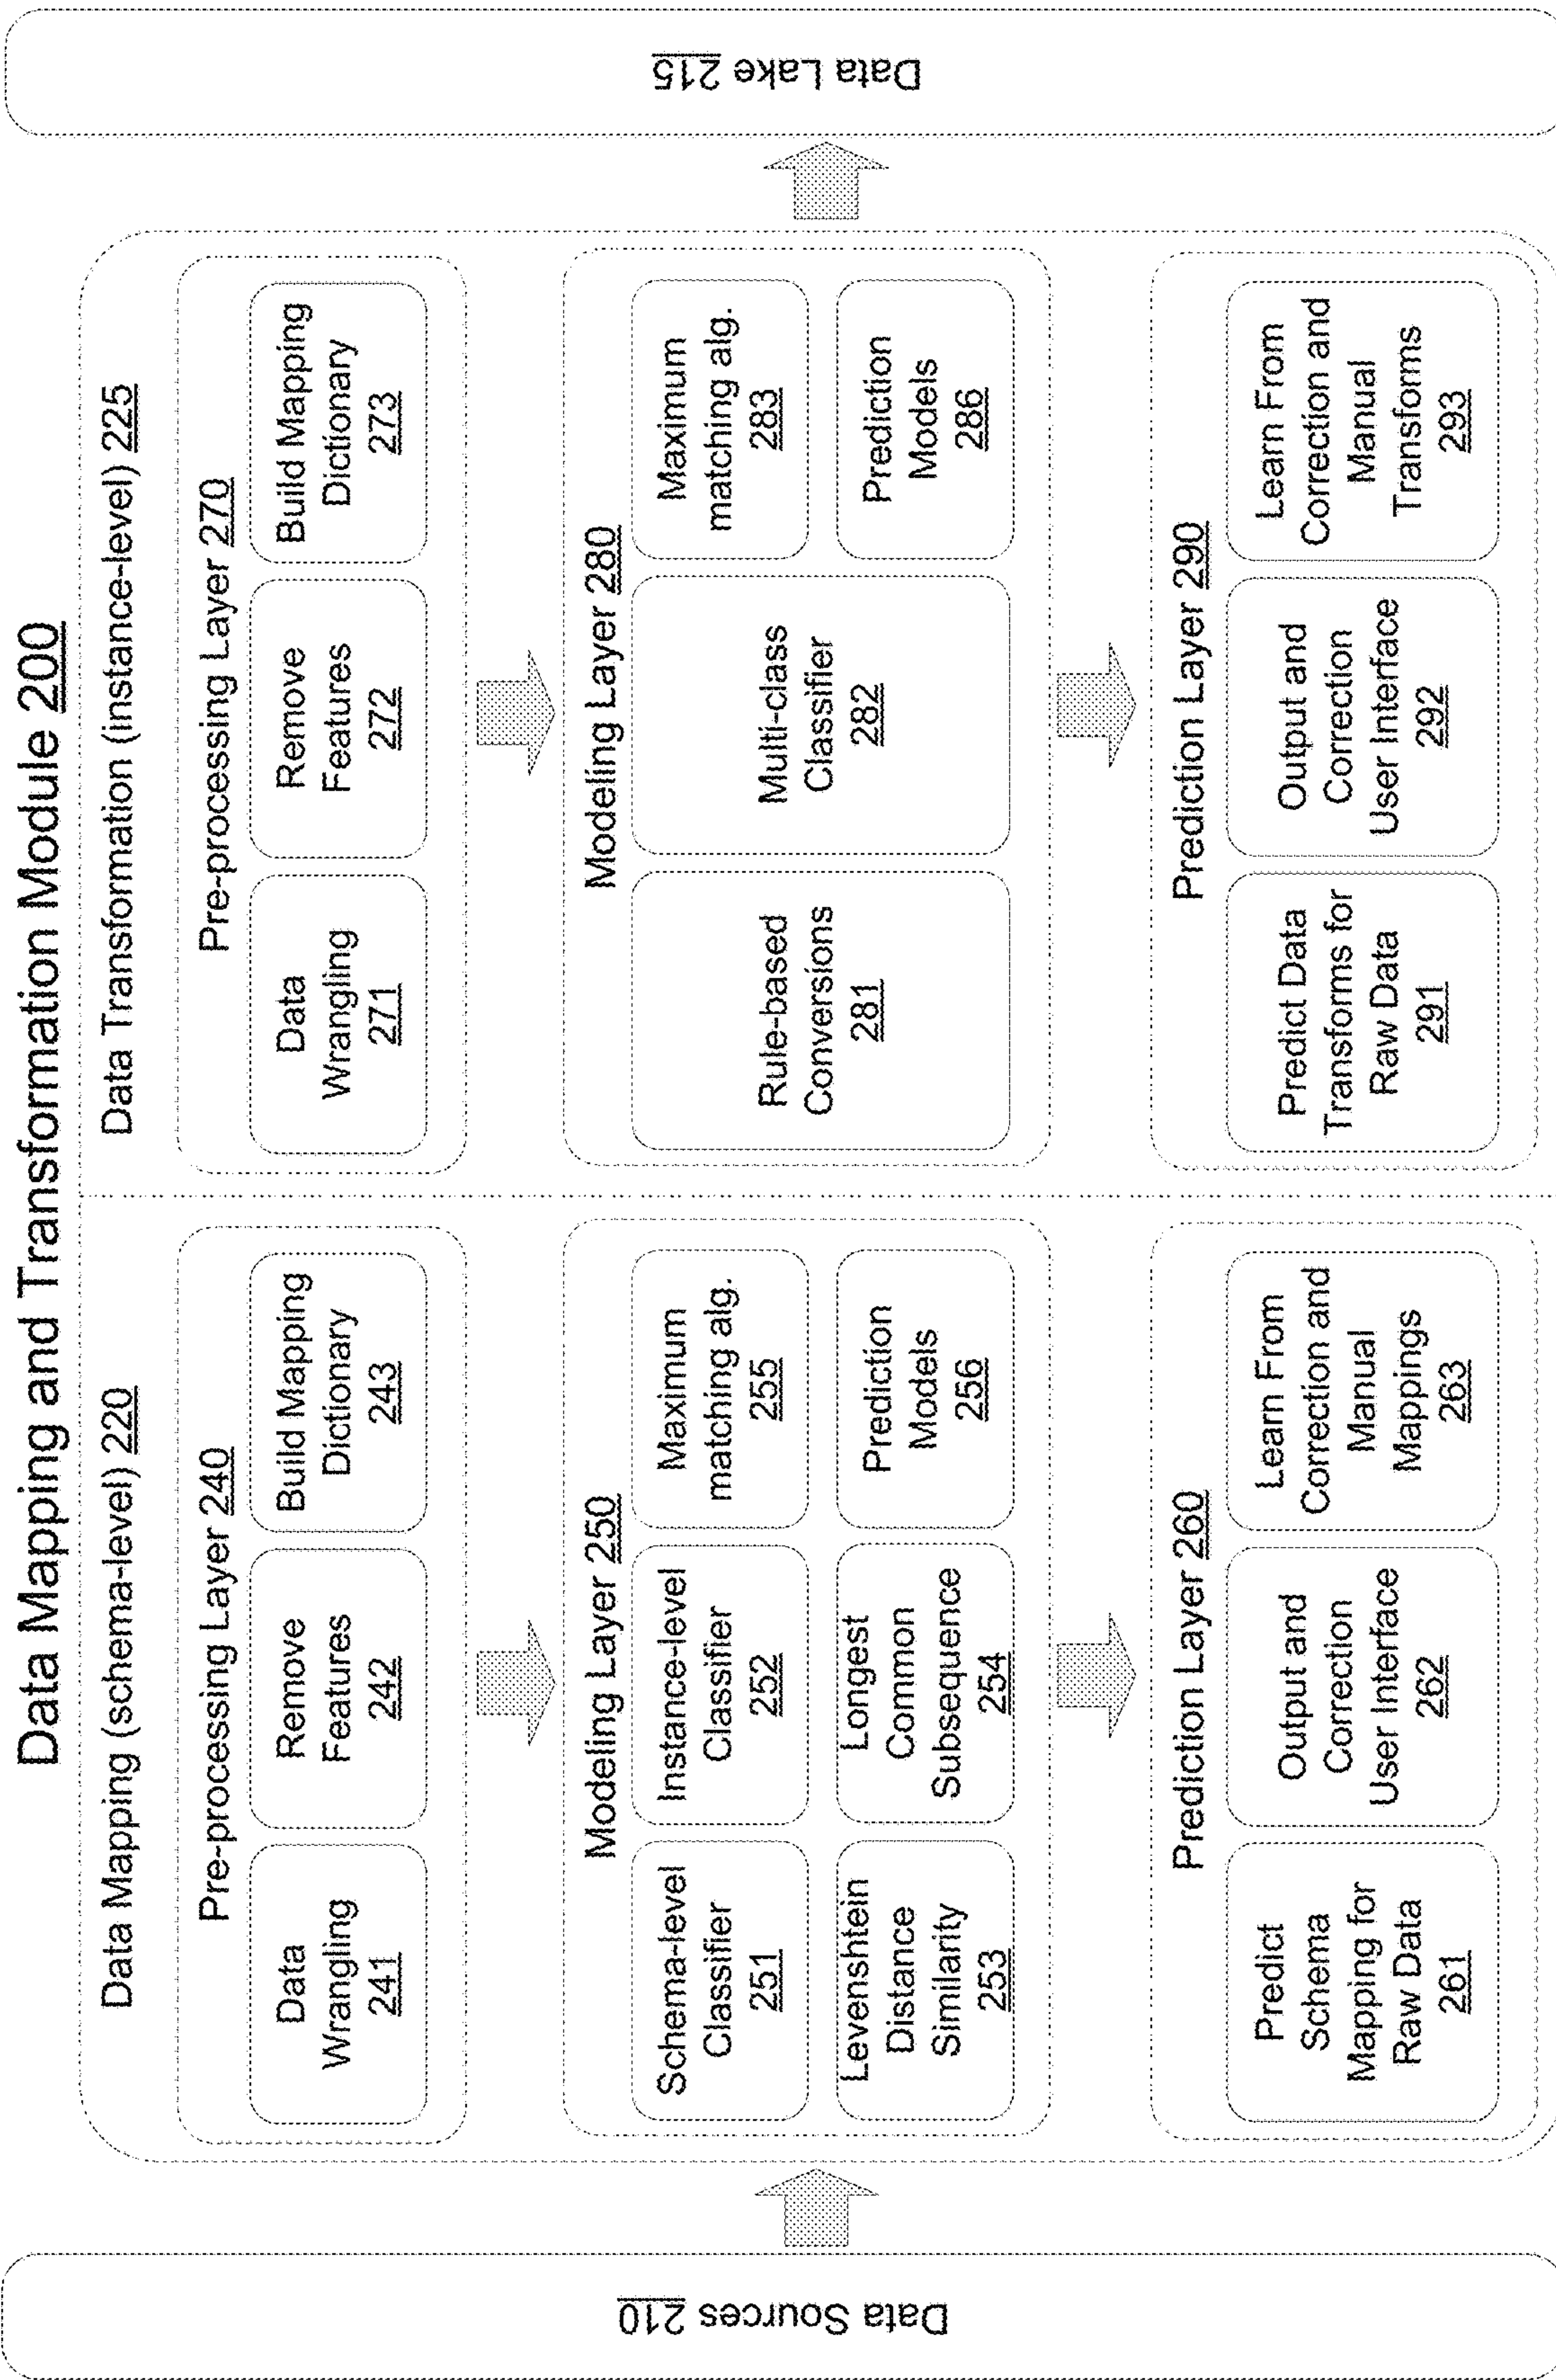 Data Mapping and Transformation Module 200
Data Sources 210
Data Mapping (schema-level) 220
Pre-processing Layer 240
Data
Wrangling
241
Remove
Features
242
Build Mapping
Dictionary
243
Modeling Layer 250
Schema-level
Classifier
251
Instance-level
Classifier
252
Maximum
matching alg.
255
Levenshtein
Distance
Similarity
253
Longest
Common
Subsequence
254
Prediction
Models
256
Prediction Layer 260
Predict
Schema
Mapping for
Raw Data
261
Output and
Correction
User Interface
262
Learn From
Correction and
Manual
Mappings
263
Data Transformation (instance-level) 225
Pre-processing Layer 270
Data
Wrangling
271
Remove
Features
272
Build Mapping
Dictionary
273
Modeling Layer 280
Rule-based
Conversions
281
Multi-class
Classifier
282
Maximum
matching alg.
283
Prediction
Models
286
Prediction Layer 290
Predict Data
Transforms for
Raw Data
291
Output and
Correction
User Interface
292
Learn From
Correction and
Manual
Transforms
293
Data Lake 215